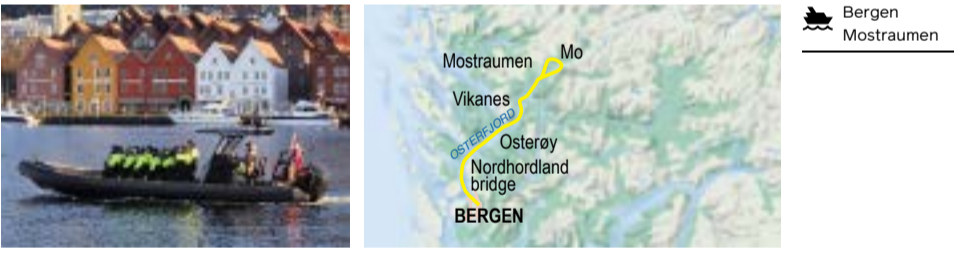 Mostraumen
Mo
Vikanes
OSTERFJORD
Osterøy
Nordhordland
bridge
BERGEN
Bergen
Mostraumen